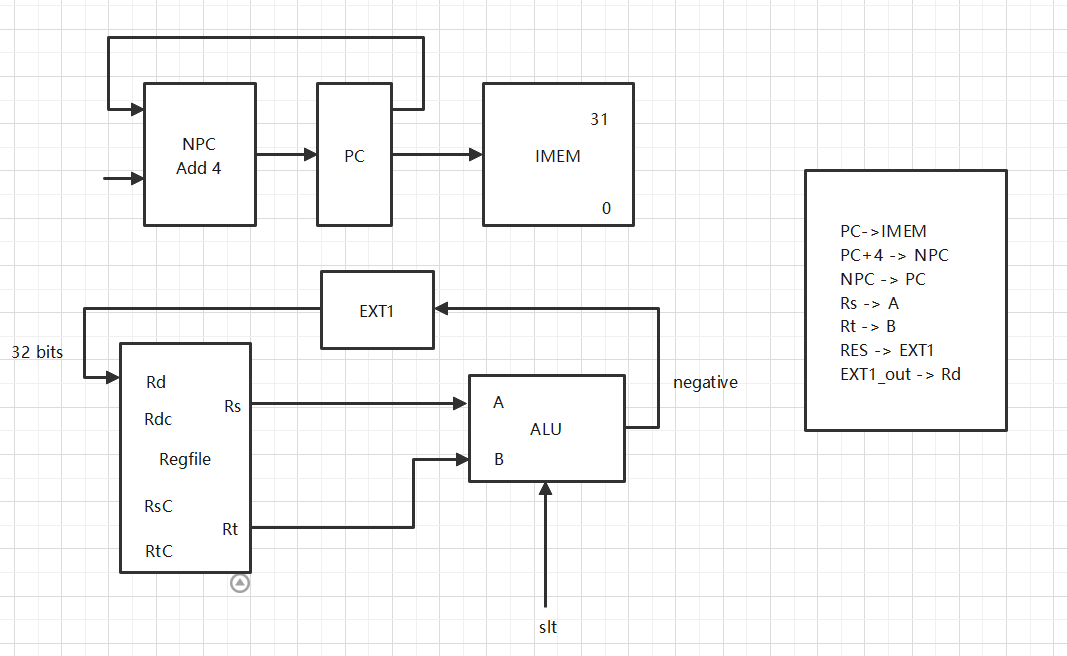 NPC
Add 4
PC
31
IMEM
0
PC->IMEM
PC+4 -> NPC
NPC -> PC
Rs -> A
Rt -> B
RES -> EXT1
EXT1_out -> Rd
EXT1
32 bits
Rd
Rs
Rdc
Regfile
RsC
Rt
RtC
A
ALU
B
negative
slt